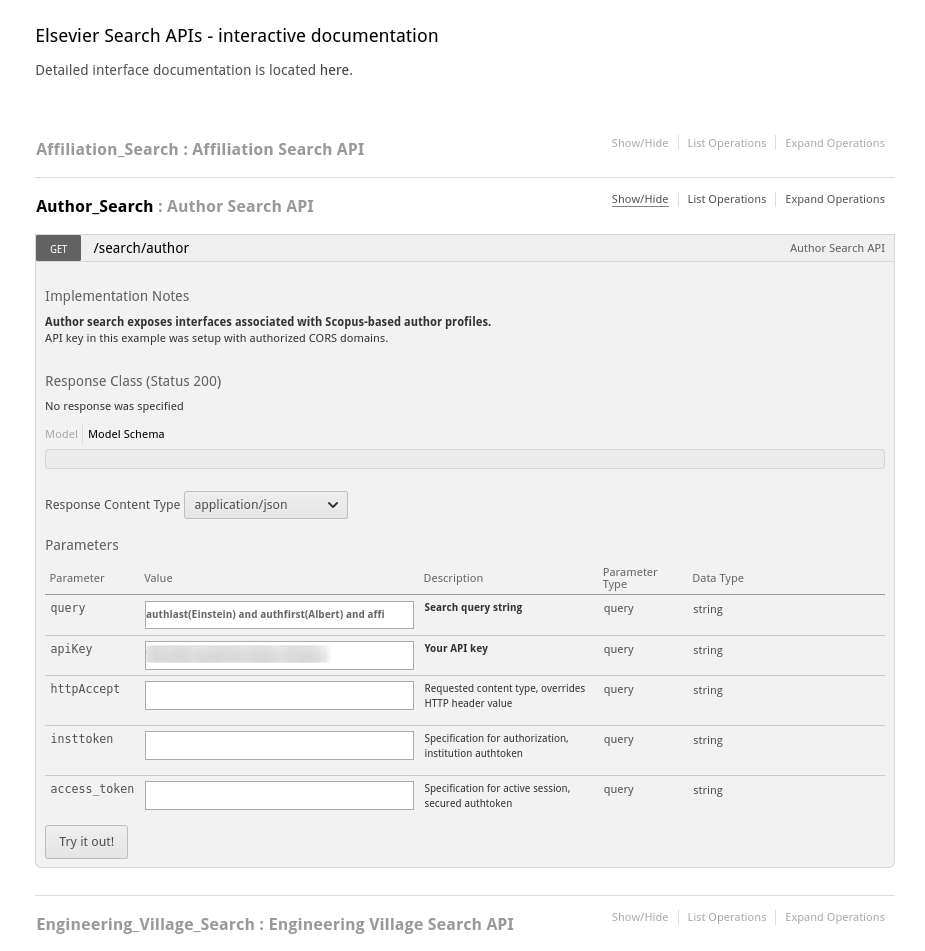 Elsevier Search APIs - interactive documentation
Detailed interface documentation is located here.
Affiliation_Search : Affiliation Search API
Show/Hide
List Operations
Expand Operations
Author_Search : Author Search API
Show/Hide
List Operations
Expand Operations
GET /search/author
Author Search API
Implementation Notes
Author search exposes interfaces associated with Scopus-based author profiles.
API key in this example was setup with authorized CORS domains.
Response Class (Status 200)
No response was specified
Model Model Schema
Response Content Type application/json
Parameters
Parameter Value Description Parameter Type Data Type
query authlast(Einstein) and authfirst(Albert) and affi Search query string query string
apiKey Your API key query string
httpAccept Requested content type, overrides HTTP header value query string
insttoken Specification for authorization, institution authtoken query string
access_token Specification for active session, secured authtoken query string
Try it out!
Engineering_Village_Search : Engineering Village Search API
Show/Hide
List Operations
Expand Operations